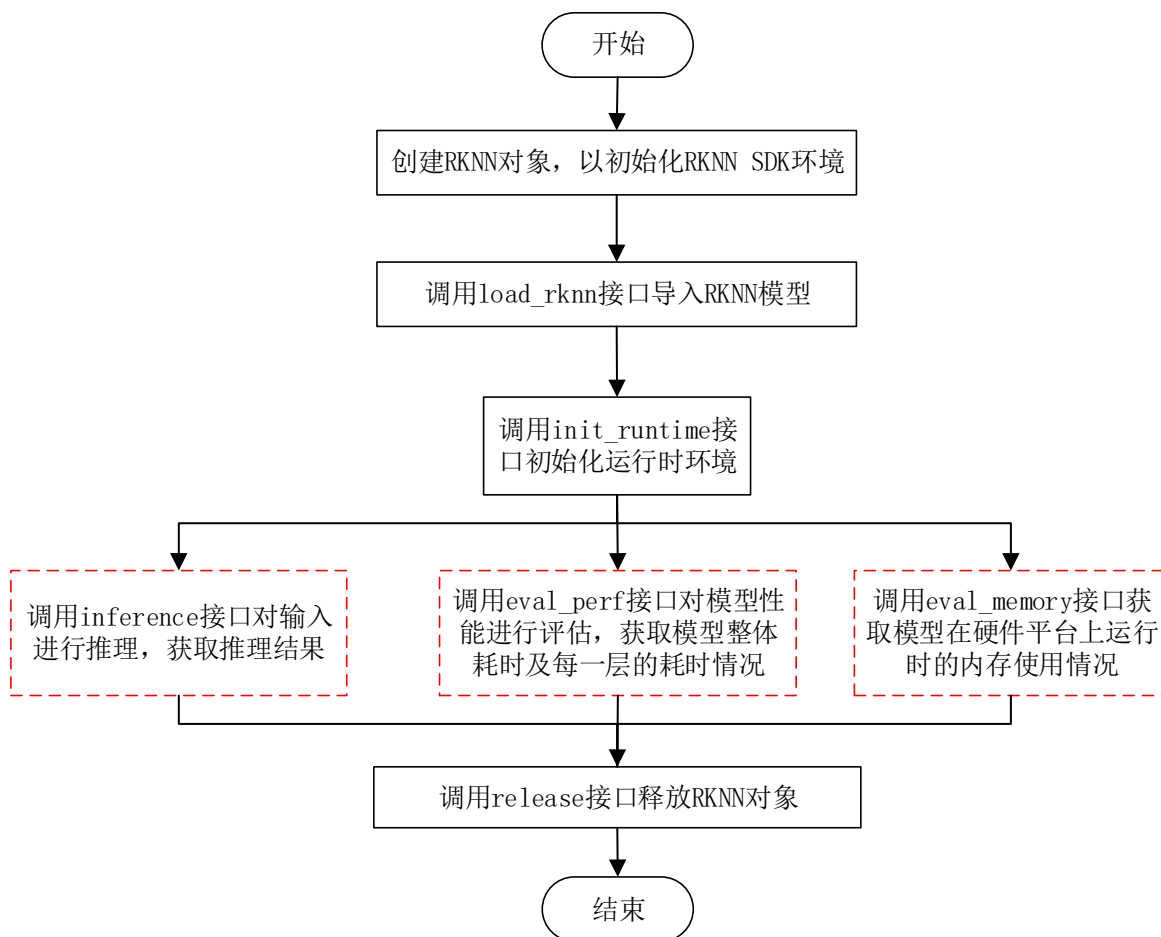 开始
创建RKNN对象，以初始化RKNN SDK环境
调用load_rknn接口导入RKNN模型
调用init_runtime接
口初始化运行时环境
调用inference接口对输入
进行推理，获取推理结果
调用eval_perf接口对模型性
能进行评估，获取模型整体
耗时及每一层的耗时情况
调用eval_memory接口获
取模型在硬件平台上运行
时的内存使用情况
调用release接口释放RKNN对象
结束